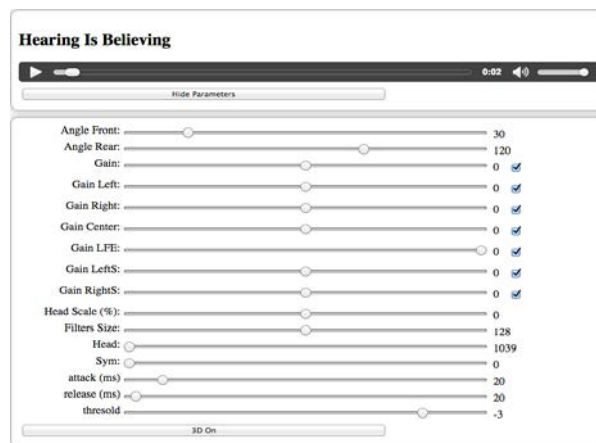 Hearing Is Believing
0:02
Hide Parameters
Angle Front: 30
Angle Rear: 120
Gain: 0
Gain Left: 0
Gain Right: 0
Gain Center: 0
Gain LFE: 0
Gain LeftS: 0
Gain RightS: 0
Head Scale (%): 0
Filters Size: 128
Head: 1039
Sym: 0
attack (ms) 20
release (ms) 20
thresold -3
3D On